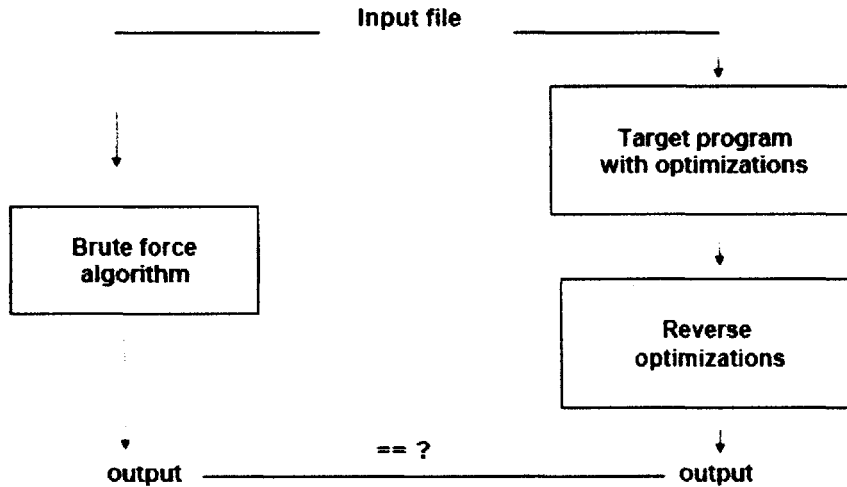 Input file
Target program
with optimizations
Brute force
algorithm
Reverse
optimizations
== ?
output
output